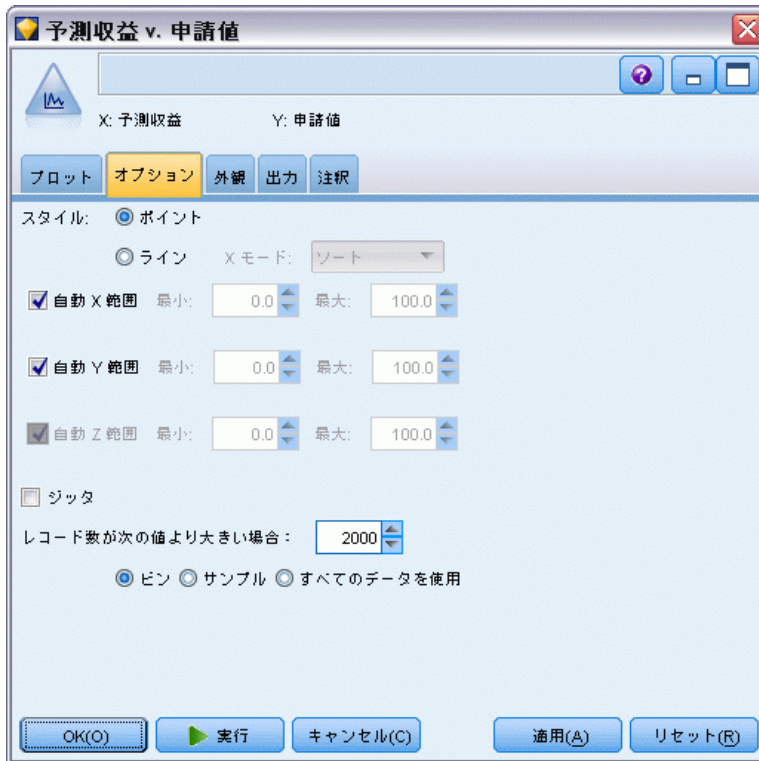 予測収益 v. 申請値
X: 予測収益 Y: 申請値
プロット オプション 外観 出力 注釈
スタイル: ポイント
ライン X モード: ソート
自動 X 範囲 最小: 0.0 最大: 100.0
自動 Y 範囲 最小: 0.0 最大: 100.0
自動 Z 範囲 最小: 0.0 最大: 100.0
ジッタ
レコード数が次の値より大きい場合: 2000
ビン サンプル すべてのデータを使用
OK(O) 実行 キャンセル(C) 適用(A) リセット(R)